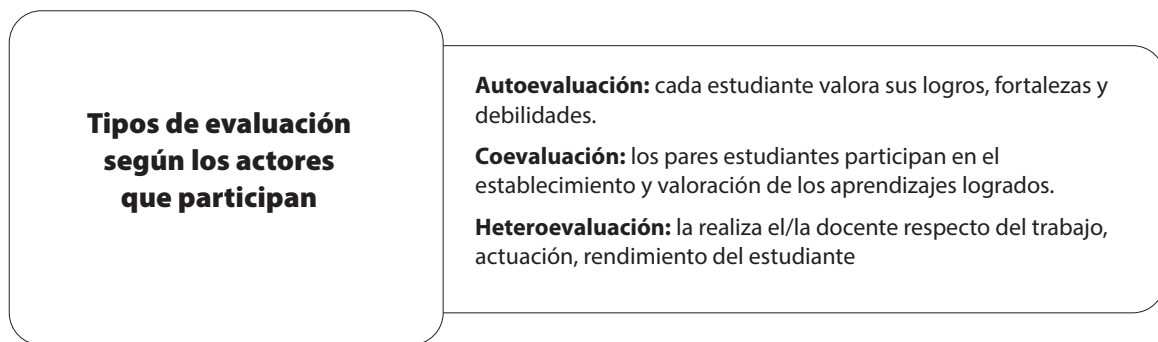 Tipos de evaluación
según los actores
que participan
Autoevaluación: cada estudiante valora sus logros, fortalezas y
debilidades.
Coevaluación: los pares estudiantes participan en el
establecimiento y valoración de los aprendizajes logrados.
Heteroevaluación: la realiza el/la docente respecto del trabajo,
actuación, rendimiento del estudiante